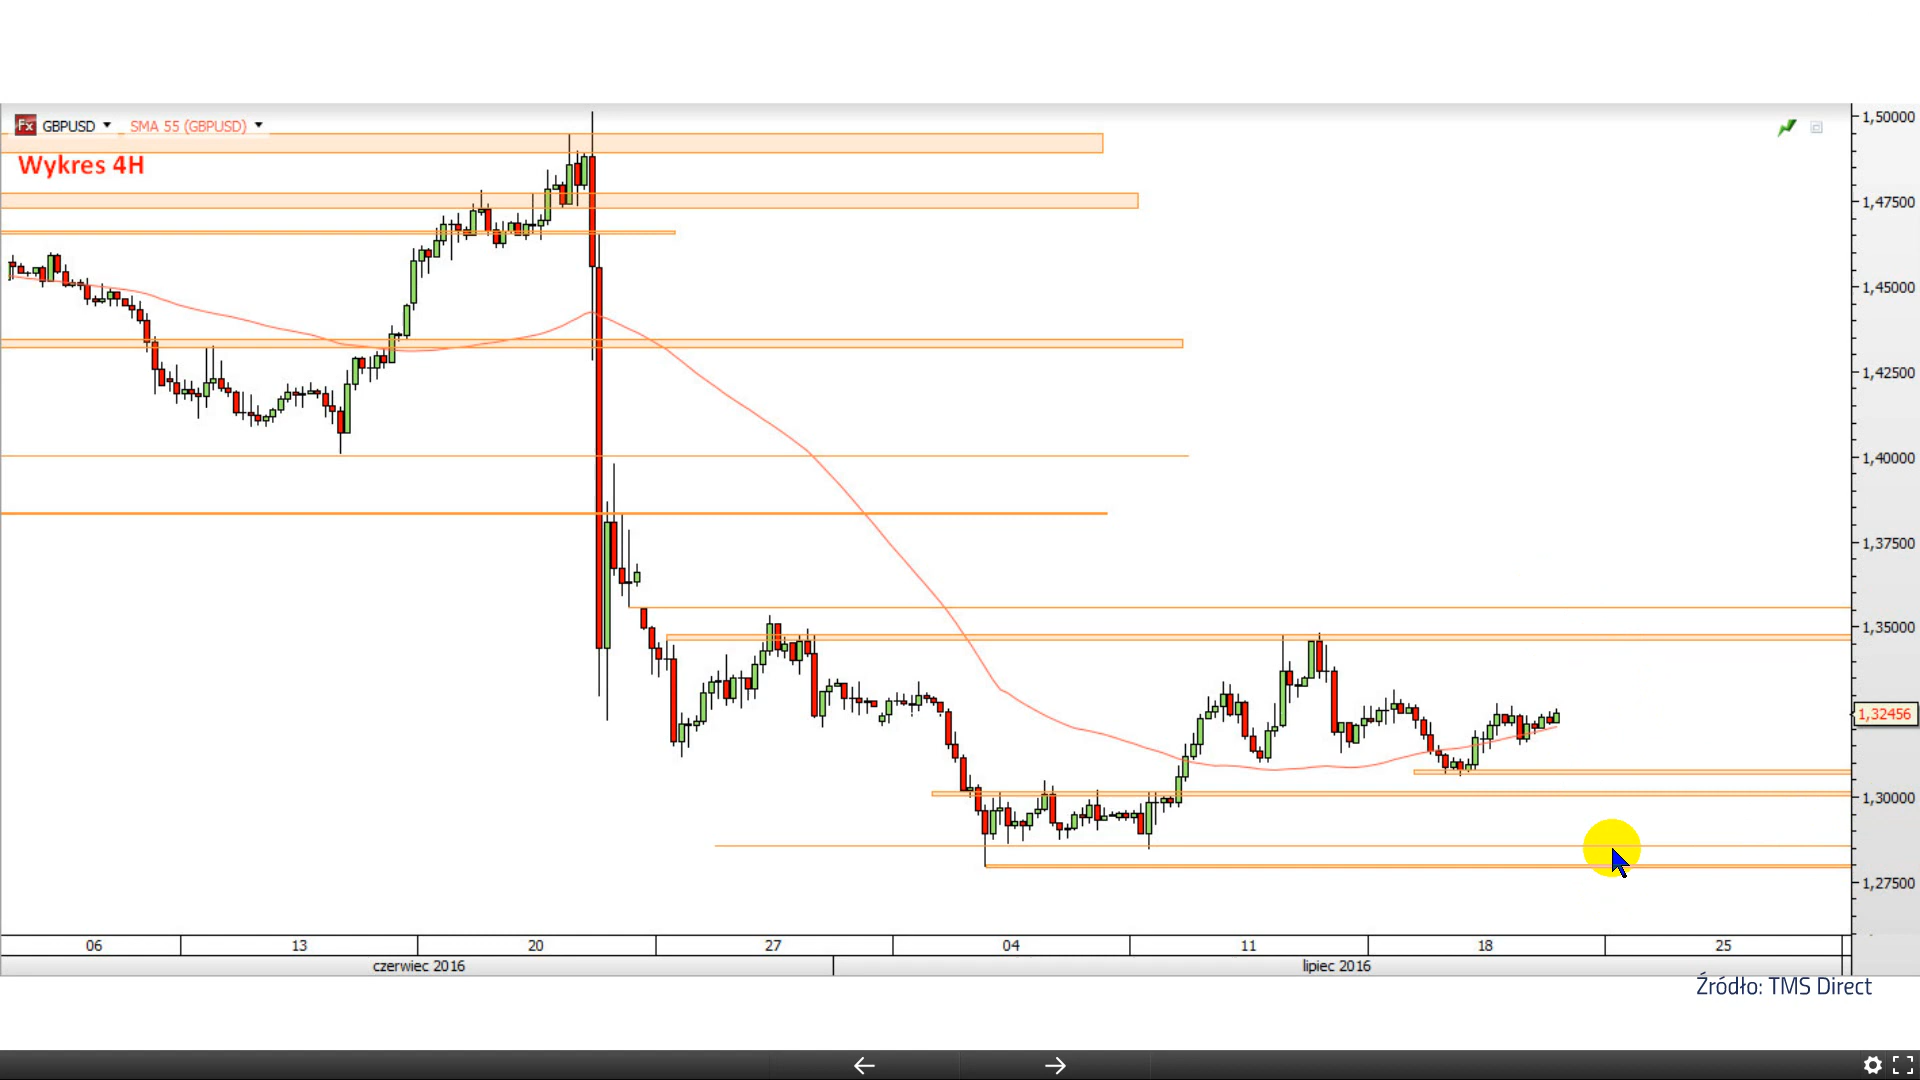 Fx GBPUSD SMA 55 (GBPUSD)
Wykres 4H
1,50000
1,47500
1,45000
1,42500
1,40000
1,37500
1,35000
1,32456
1,30000
1,27500
06 13 20 27 04 11 18 25
czerwiec 2016 lipiec 2016
Źródło: TMS Direct